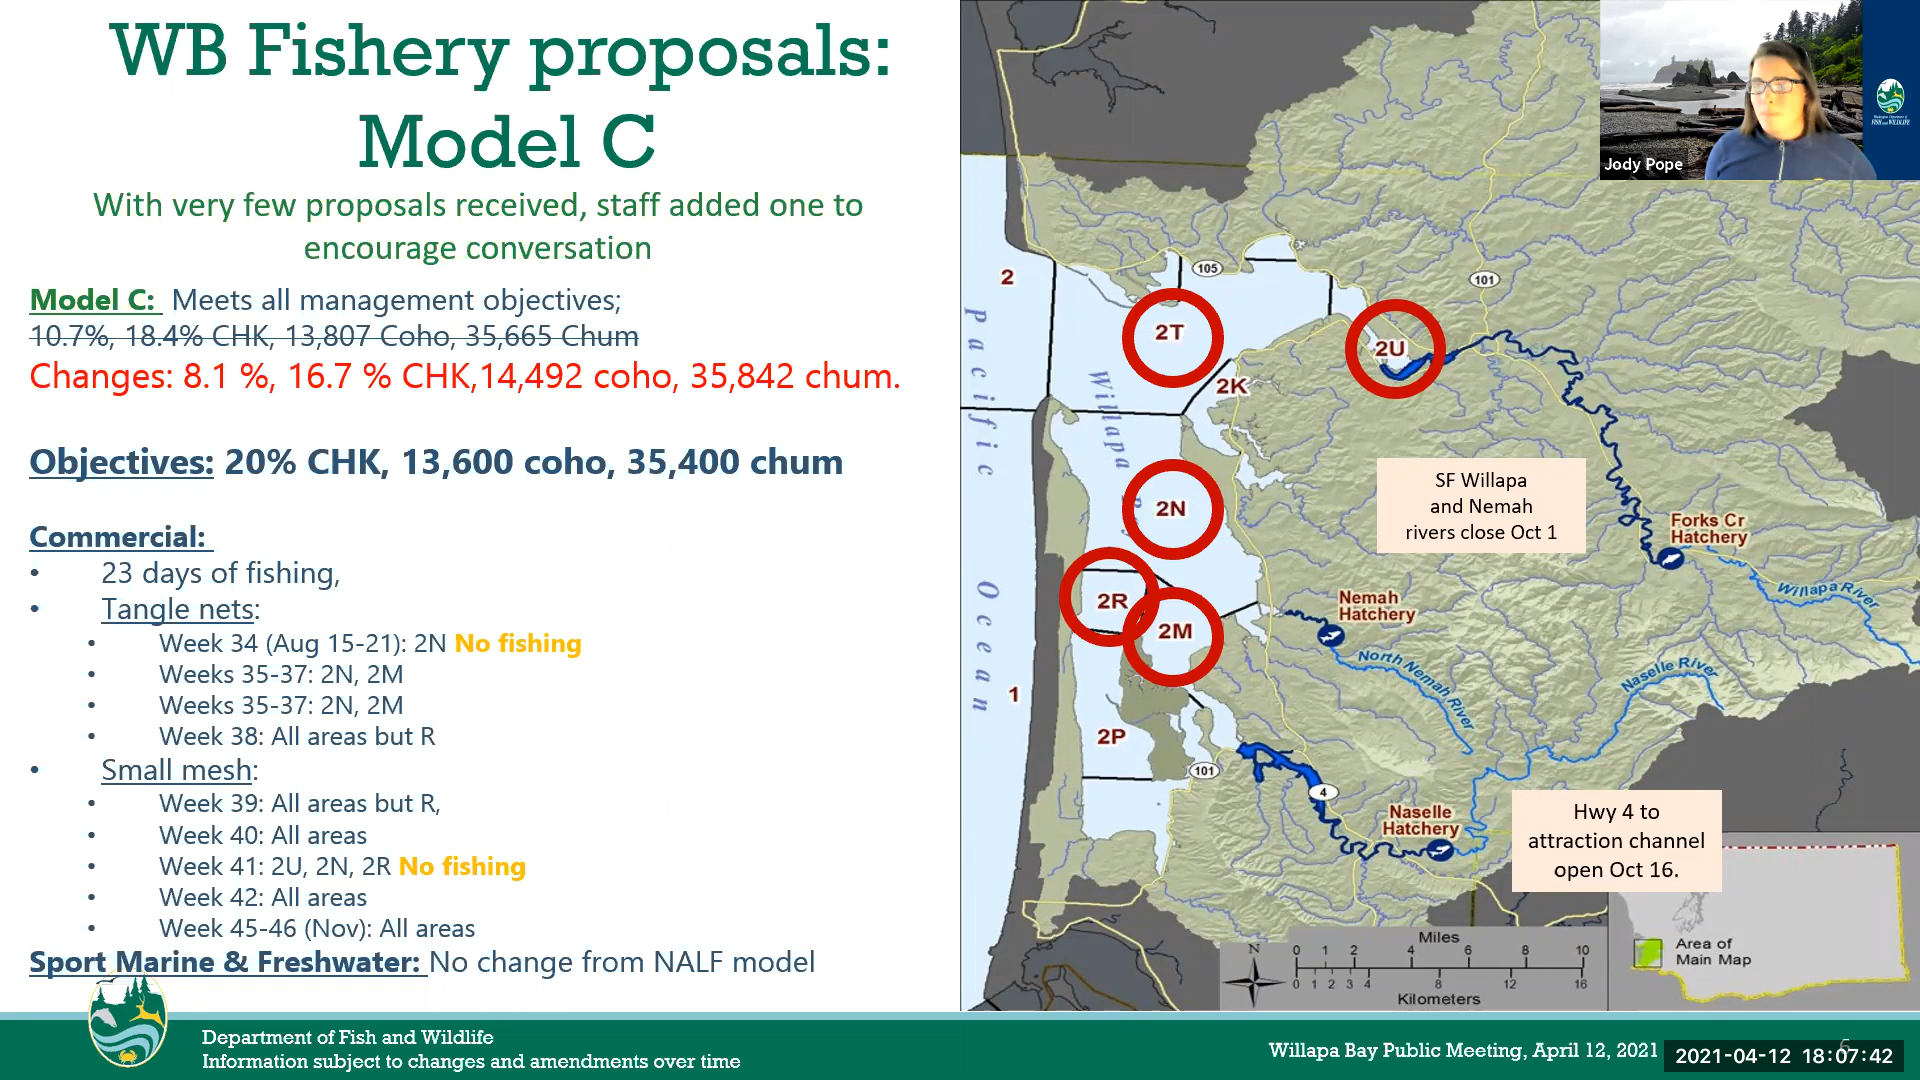 WB Fishery proposals:
Model C
With very few proposals received, staff added one to
encourage conversation
Model C: Meets all management objectives;
10.7%, 18.4% CHK, 13,807 Coho, 35,665 Chum
Changes: 8.1 %, 16.7 % CHK,14,492 coho, 35,842 chum.
Objectives: 20% CHK, 13,600 coho, 35,400 chum
Commercial:
• 23 days of fishing,
• Tangle nets:
• Week 34 (Aug 15-21): 2N No fishing
• Weeks 35-37: 2N, 2M
• Weeks 35-37: 2N, 2M
• Week 38: All areas but R
• Small mesh:
• Week 39: All areas but R,
• Week 40: All areas
• Week 41: 2U, 2N, 2R No fishing
• Week 42: All areas
• Week 45-46 (Nov): All areas
Sport Marine & Freshwater: No change from NALF model
Jody Pope
FISH and WILDLIFE
2
105
101
2T
2U
2K
Pacific Ocean
Willapa
2N
SF Willapa
and Nemah
rivers close Oct 1
Forks Cr
Hatchery
Willapa River
2R
2M
Nemah
Hatchery
North Nemah River
Naselle River
1
2P
101
4
Naselle
Hatchery
Hwy 4 to
attraction channel
open Oct 16.
Area of
Main Map
N
Miles
0 1 2 4 6 8 10
0 1 2 3 4 8 12 16
Kilometers
Department of Fish and Wildlife
Information subject to changes and amendments over time
Willapa Bay Public Meeting, April 12, 2021
6
2021-04-12 18:07:42